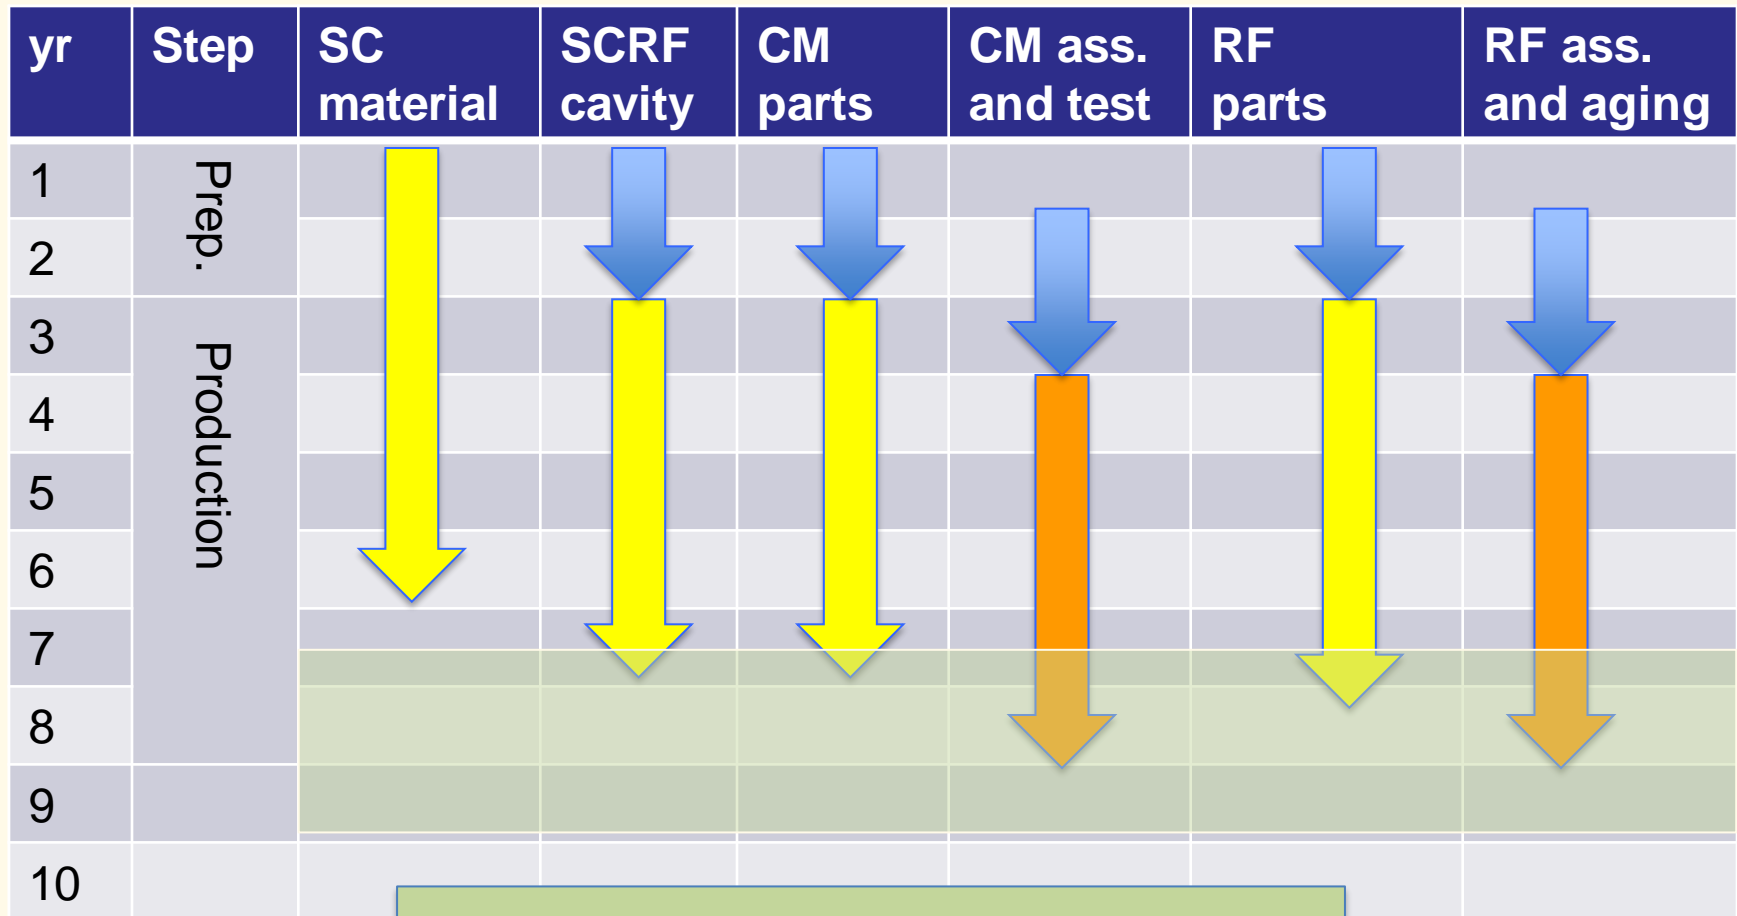 yr
Step
SC
material
SCRF
cavity
CM
parts
CM ass.
and test
RF
parts
RF ass.
and aging
1
Prep.
2
3
Production
4
5
6
7
8
9
10